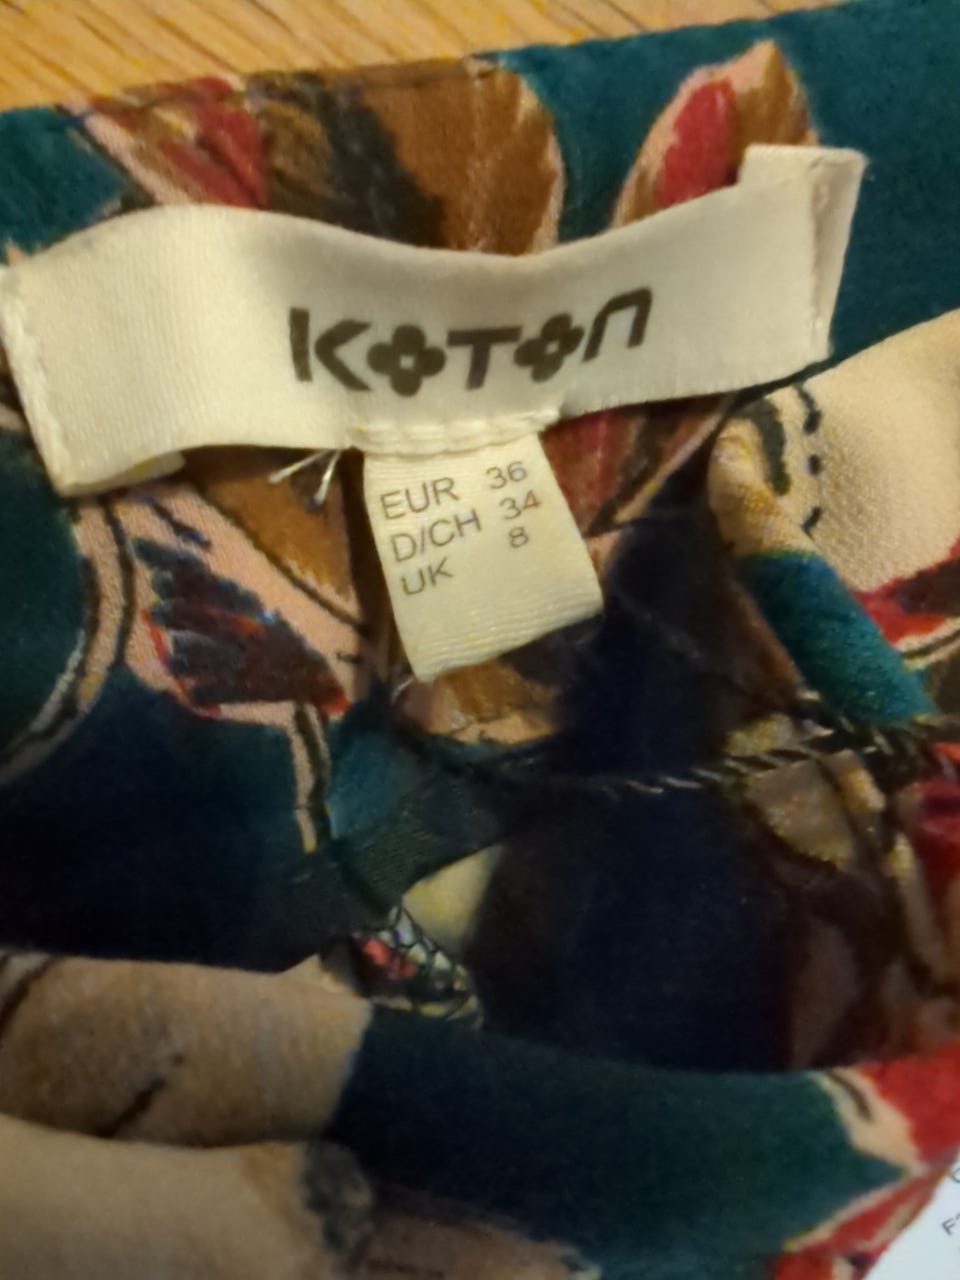 KOTON
EUR 36
D/CH 34
UK 8